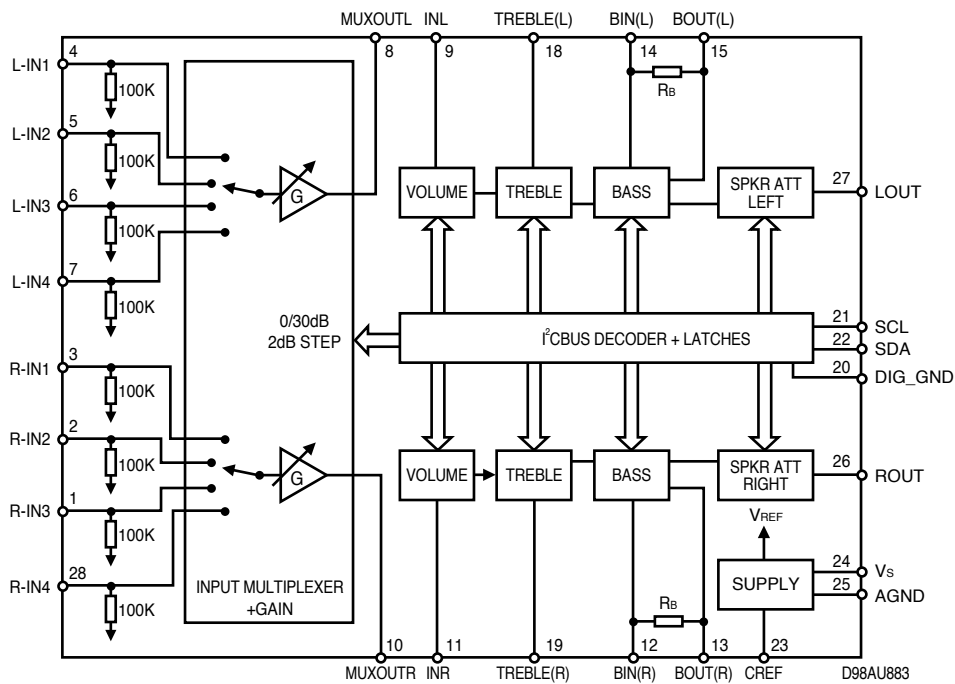 MUXOUTL INL TREBLE(L) BIN(L) BOUT(L)
8 9 18 14 15
4
L-IN1
100K
RB
5
L-IN2
100K
VOLUME TREBLE BASS SPKR ATT LEFT
27
LOUT
6
L-IN3
G
100K
7
L-IN4
100K
0/30dB
2dB STEP
I²CBUS DECODER + LATCHES
21
SCL
22
SDA
20
DIG_GND
3
R-IN1
100K
2
R-IN2
100K
VOLUME TREBLE BASS SPKR ATT RIGHT
26
ROUT
G
1
R-IN3
100K
VREF
28
R-IN4
100K
INPUT MULTIPLEXER
+GAIN
SUPPLY
24
VS
25
AGND
RB
10 11 19 12 13 23
MUXOUTR INR TREBLE(R) BIN(R) BOUT(R) CREF
D98AU883